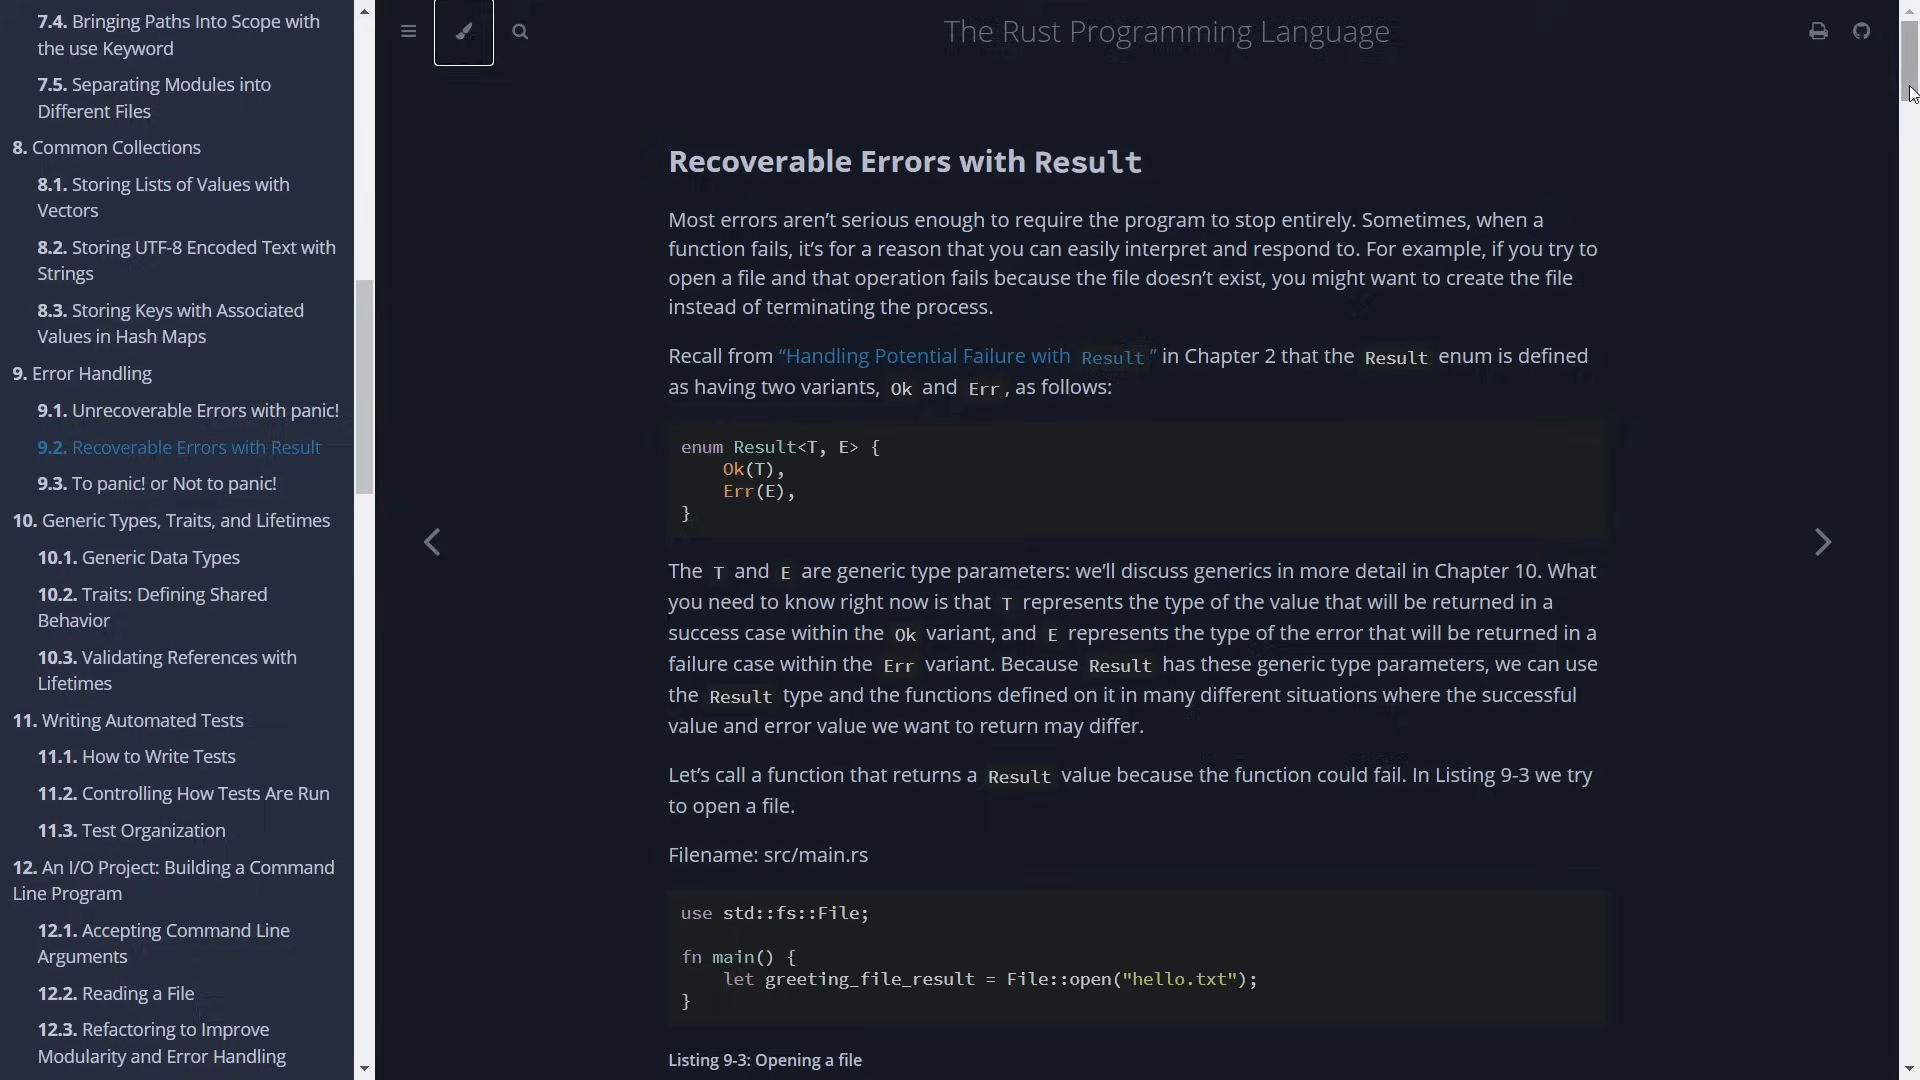 7.4. Bringing Paths Into Scope with
the use Keyword
7.5. Separating Modules into
Different Files
8. Common Collections
8.1. Storing Lists of Values with
Vectors
8.2. Storing UTF-8 Encoded Text with
Strings
8.3. Storing Keys with Associated
Values in Hash Maps
9. Error Handling
9.1. Unrecoverable Errors with panic!
9.2. Recoverable Errors with Result
9.3. To panic! or Not to panic!
10. Generic Types, Traits, and Lifetimes
10.1. Generic Data Types
10.2. Traits: Defining Shared
Behavior
10.3. Validating References with
Lifetimes
11. Writing Automated Tests
11.1. How to Write Tests
11.2. Controlling How Tests Are Run
11.3. Test Organization
12. An I/O Project: Building a Command
Line Program
12.1. Accepting Command Line
Arguments
12.2. Reading a File
12.3. Refactoring to Improve
Modularity and Error Handling
The Rust Programming Language
Recoverable Errors with Result
Most errors aren’t serious enough to require the program to stop entirely. Sometimes, when a
function fails, it’s for a reason that you can easily interpret and respond to. For example, if you try to
open a file and that operation fails because the file doesn’t exist, you might want to create the file
instead of terminating the process.
Recall from “Handling Potential Failure with Result” in Chapter 2 that the Result enum is defined
as having two variants, Ok and Err, as follows:
enum Result<T, E> {
    Ok(T),
    Err(E),
}
The T and E are generic type parameters: we’ll discuss generics in more detail in Chapter 10. What
you need to know right now is that T represents the type of the value that will be returned in a
success case within the Ok variant, and E represents the type of the error that will be returned in a
failure case within the Err variant. Because Result has these generic type parameters, we can use
the Result type and the functions defined on it in many different situations where the successful
value and error value we want to return may differ.
Let’s call a function that returns a Result value because the function could fail. In Listing 9-3 we try
to open a file.
Filename: src/main.rs
use std::fs::File;
fn main() {
    let greeting_file_result = File::open("hello.txt");
}
Listing 9-3: Opening a file